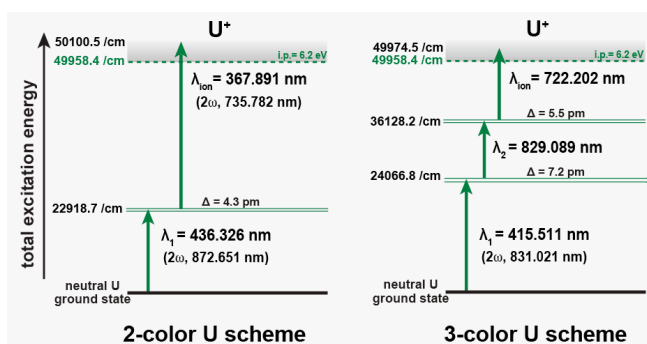 total excitation energy
U⁺
50100.5 /cm
i.p.= 6.2 eV
49958.4 /cm
λion = 367.891 nm
(2ω, 735.782 nm)
Δ = 4.3 pm
22918.7 /cm
λ1 = 436.326 nm
(2ω, 872.651 nm)
neutral U
ground state
2-color U scheme
U⁺
49974.5 /cm
i.p.= 6.2 eV
49958.4 /cm
λion = 722.202 nm
Δ = 5.5 pm
36128.2 /cm
λ2 = 829.089 nm
Δ = 7.2 pm
24066.8 /cm
λ1 = 415.511 nm
(2ω, 831.021 nm)
neutral U
ground state
3-color U scheme